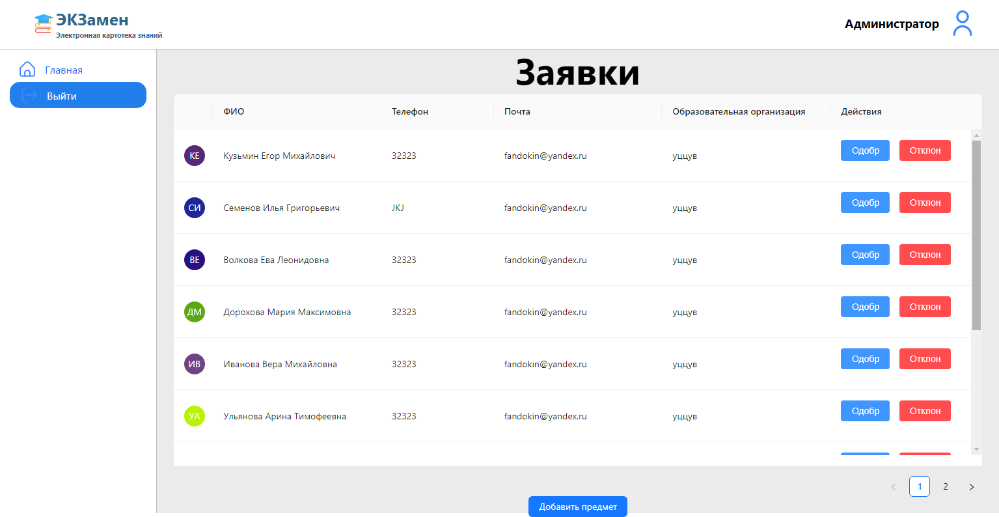 ЭКЗамен
Электронная картотека знаний
Администратор
Главная
Выйти
Заявки
ФИО Телефон Почта Образовательная организация Действия
КЕ Кузьмин Егор Михайлович 32323 fandokin@yandex.ru уццув Одобр Отклон
СИ Семенов Илья Григорьевич JKJ fandokin@yandex.ru уццув Одобр Отклон
ВЕ Волкова Ева Леонидовна 32323 fandokin@yandex.ru уццув Одобр Отклон
ДМ Дорохова Мария Максимовна 32323 fandokin@yandex.ru уццув Одобр Отклон
ИВ Иванова Вера Михайловна 32323 fandokin@yandex.ru уццув Одобр Отклон
УА Ульянова Арина Тимофеевна 32323 fandokin@yandex.ru уццув Одобр Отклон
1 2
Добавить предмет